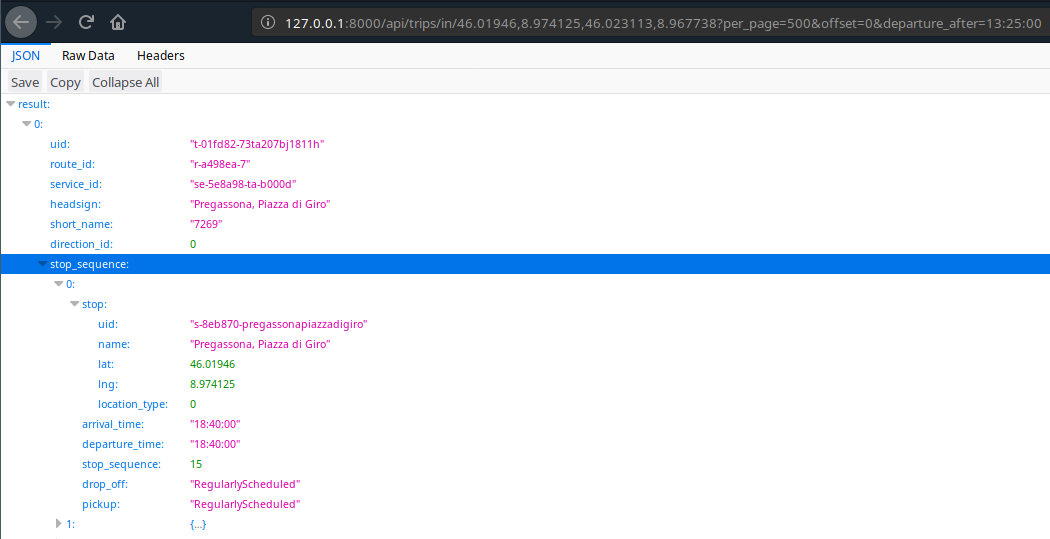 127.0.0.1:8000/api/trips/in/46.01946,8.974125,46.023113,8.967738?per_page=500&offset=0&departure_after=13:25:00
JSON Raw Data Headers
Save Copy Collapse All
result:
0:
uid: "t-01fd82-73ta207bj1811h"
route_id: "r-a498ea-7"
service_id: "se-5e8a98-ta-b000d"
headsign: "Pregassona, Piazza di Giro"
short_name: "7269"
direction_id: 0
stop_sequence:
0:
stop:
uid: "s-8eb870-pregassonapiazzadigiro"
name: "Pregassona, Piazza di Giro"
lat: 46.01946
lng: 8.974125
location_type: 0
arrival_time: "18:40:00"
departure_time: "18:40:00"
stop_sequence: 15
drop_off: "RegularlyScheduled"
pickup: "RegularlyScheduled"
1: {…}